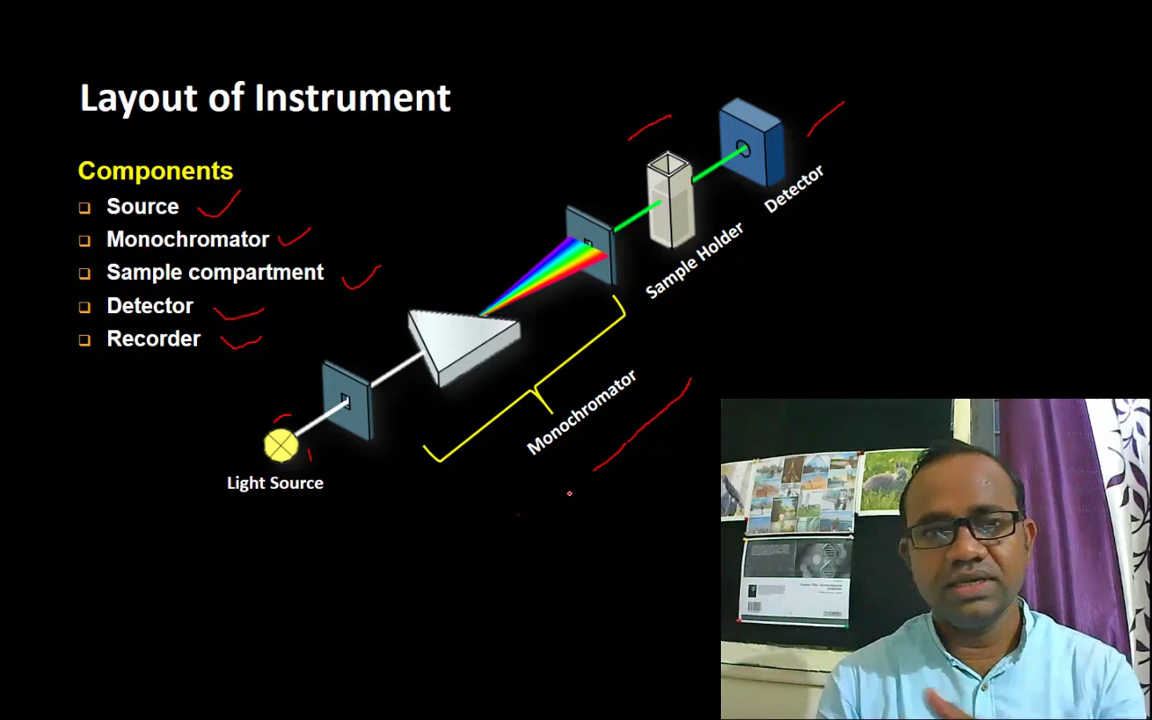 Layout of Instrument
Components
Source
Monochromator
Sample compartment
Detector
Recorder
Light Source
Monochromator
Sample Holder
Detector